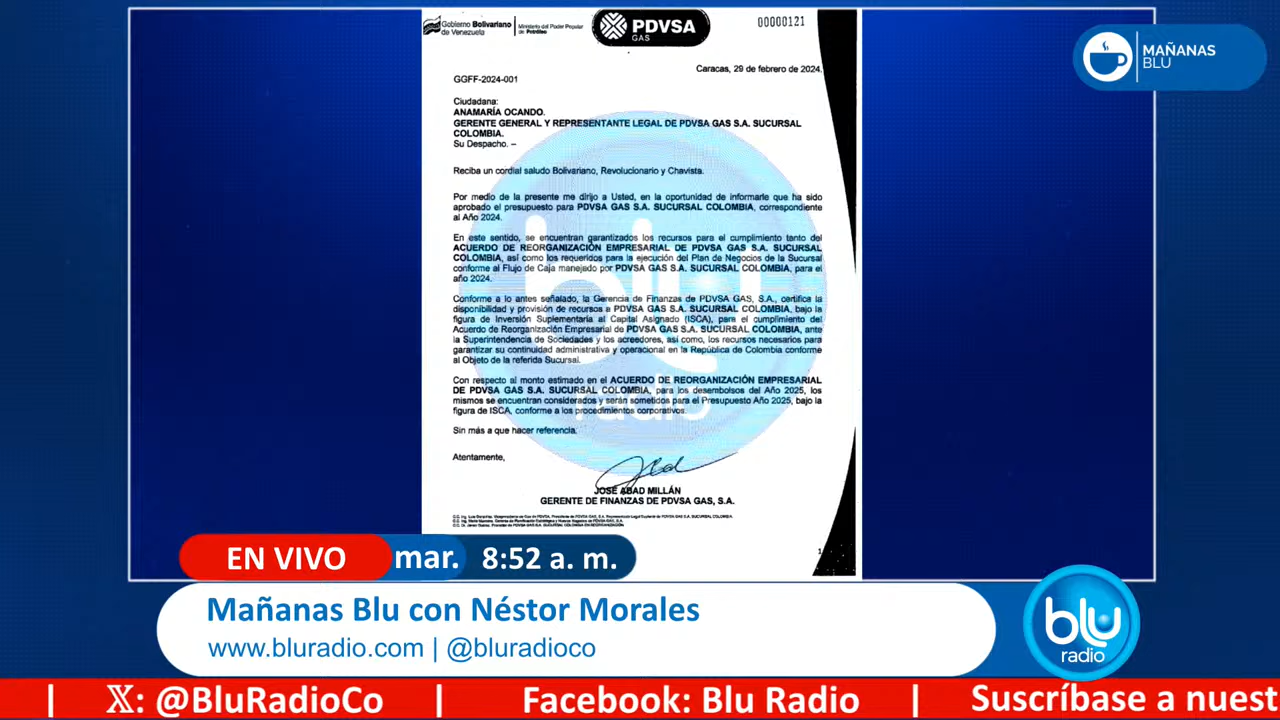 Gobierno Bolivariano
de Venezuela
Ministerio del Poder Popular
de Petróleo
PDVSA
GAS
00000121
MAÑANAS
BLU
Caracas, 29 de febrero de 2024.
GGFF-2024-001
Ciudadana:
ANAMARÍA OCANDO.
GERENTE GENERAL Y REPRESENTANTE LEGAL DE PDVSA GAS S.A. SUCURSAL
COLOMBIA.
Su Despacho. –
Reciba un cordial saludo Bolivariano, Revolucionario y Chavista.
Por medio de la presente me dirijo a Usted, en la oportunidad de informarle que ha sido
aprobado el presupuesto para PDVSA GAS S.A. SUCURSAL COLOMBIA, correspondiente
al Año 2024.
En este sentido, se encuentran garantizados los recursos para el cumplimiento tanto del
ACUERDO DE REORGANIZACIÓN EMPRESARIAL DE PDVSA GAS S.A. SUCURSAL
COLOMBIA, así como los requeridos para la ejecución del Plan de Negocios de la Sucursal
conforme al Flujo de Caja manejado por PDVSA GAS S.A. SUCURSAL COLOMBIA, para el
año 2024.
Conforme a lo antes señalado, la Gerencia de Finanzas de PDVSA GAS, S.A., certifica la
disponibilidad y provisión de recursos a PDVSA GAS S.A. SUCURSAL COLOMBIA, bajo la
figura de Inversión Suplementaria al Capital Asignado (ISCA), para el cumplimiento del
Acuerdo de Reorganización Empresarial de PDVSA GAS S.A. SUCURSAL COLOMBIA, ante
la Superintendencia de Sociedades y los acreedores, así como, los recursos necesarios para
garantizar su continuidad administrativa y operacional en la República de Colombia conforme
al Objeto de la referida Sucursal.
Con respecto al monto estimado en el ACUERDO DE REORGANIZACIÓN EMPRESARIAL
DE PDVSA GAS S.A. SUCURSAL COLOMBIA, para los desembolsos del Año 2025, los
mismos se encuentran considerados y serán sometidos para el Presupuesto Año 2025, bajo la
figura de ISCA, conforme a los procedimientos corporativos.
Sin más a que hacer referencia.
Atentamente,
JOSÉ ABAD MILLÁN
GERENTE DE FINANZAS DE PDVSA GAS, S.A.
blu
radio
EN VIVO
mar.
8:52 a. m.
Mañanas Blu con Néstor Morales
www.bluradio.com | @bluradioco
blu
radio
| X: @BluRadioCo | Facebook: Blu Radio | Suscríbase a nuest